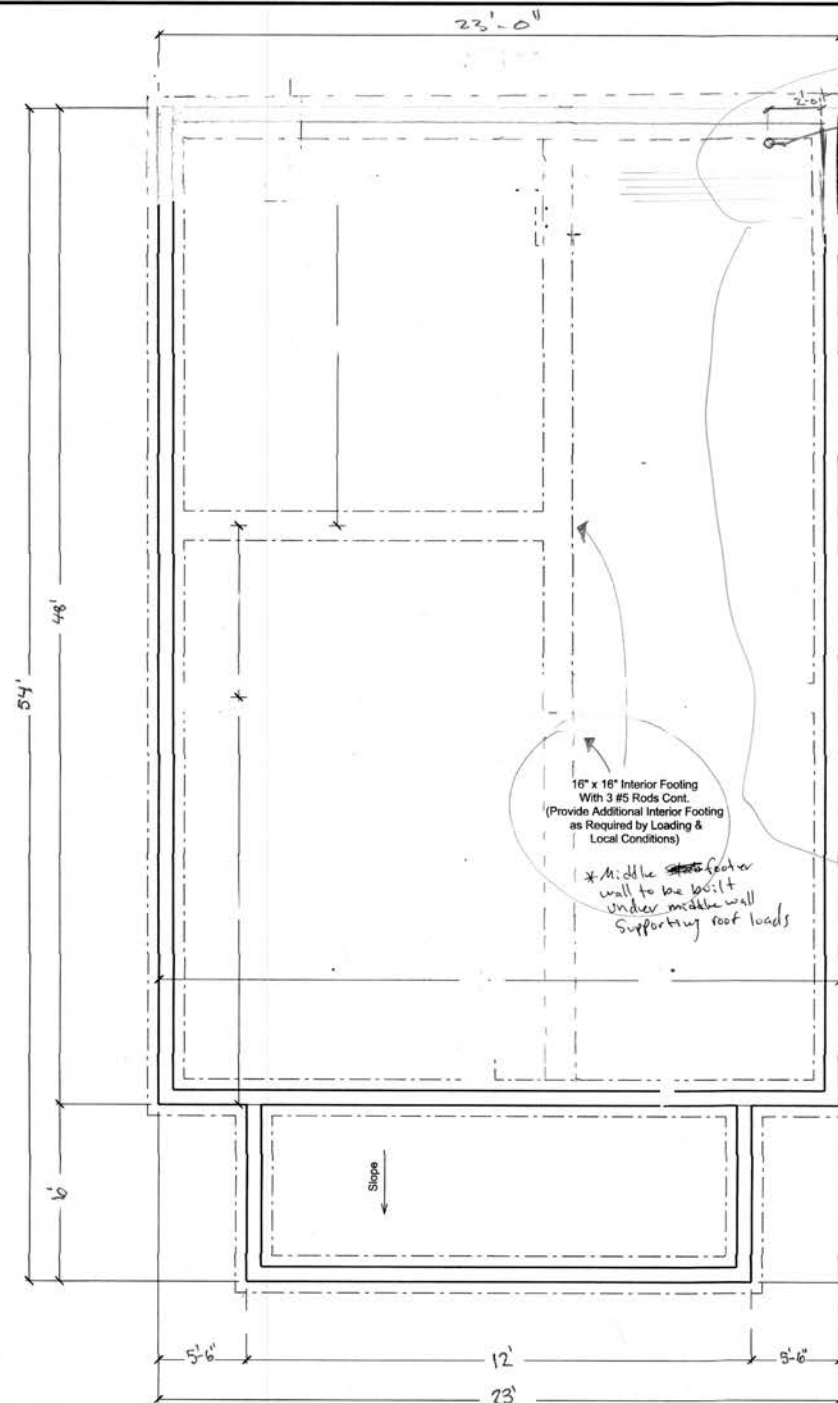 23'-0"
2'-0"
48'
54'
16" x 16" Interior Footing
With 3 #5 Rods Cont.
(Provide Additional Interior Footing
as Required by Loading &
Local Conditions)
* Middle footer
wall to be built
under middle wall
Supporting roof loads
Slope
6'
5'-6"
12'
5'-6"
23'